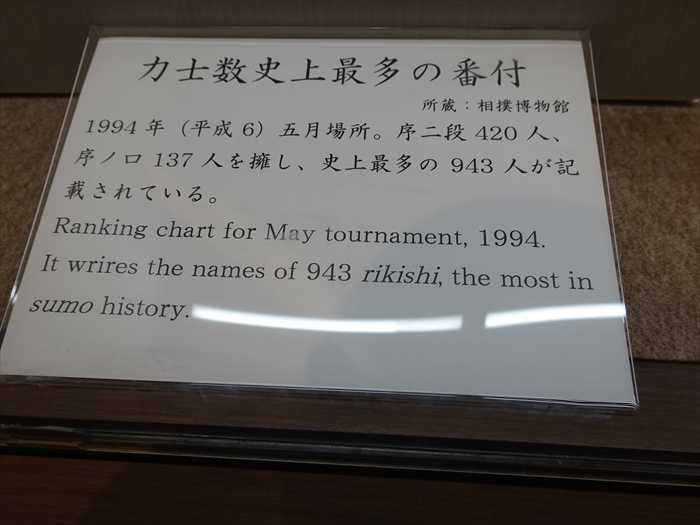 力士数史上最多の番付
所蔵：相撲博物館
1994 年（平成 6）五月場所。序二段 420 人、
序ノ口 137 人を擁し、史上最多の 943 人が記
載されている。
Ranking chart for May tournament, 1994.
It wrires the names of 943 rikishi, the most in
sumo history.